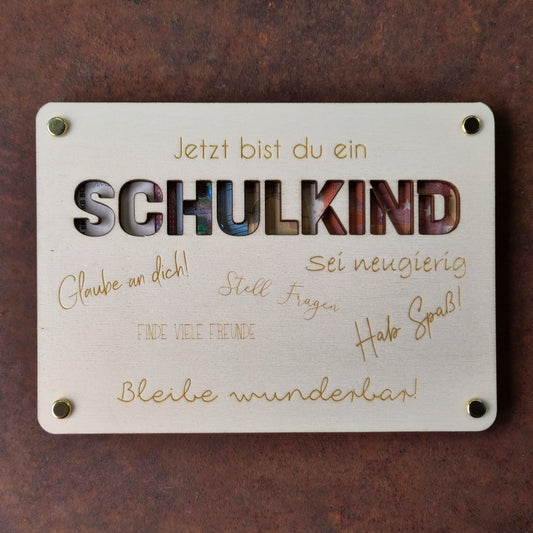 Jetzt bist du ein
SCHULKIND
Sei neugierig
Glaube an dich!
Stell Fragen
Hab Spaß!
FINDE VIELE FREUNDE
Bleibe wunderbar!